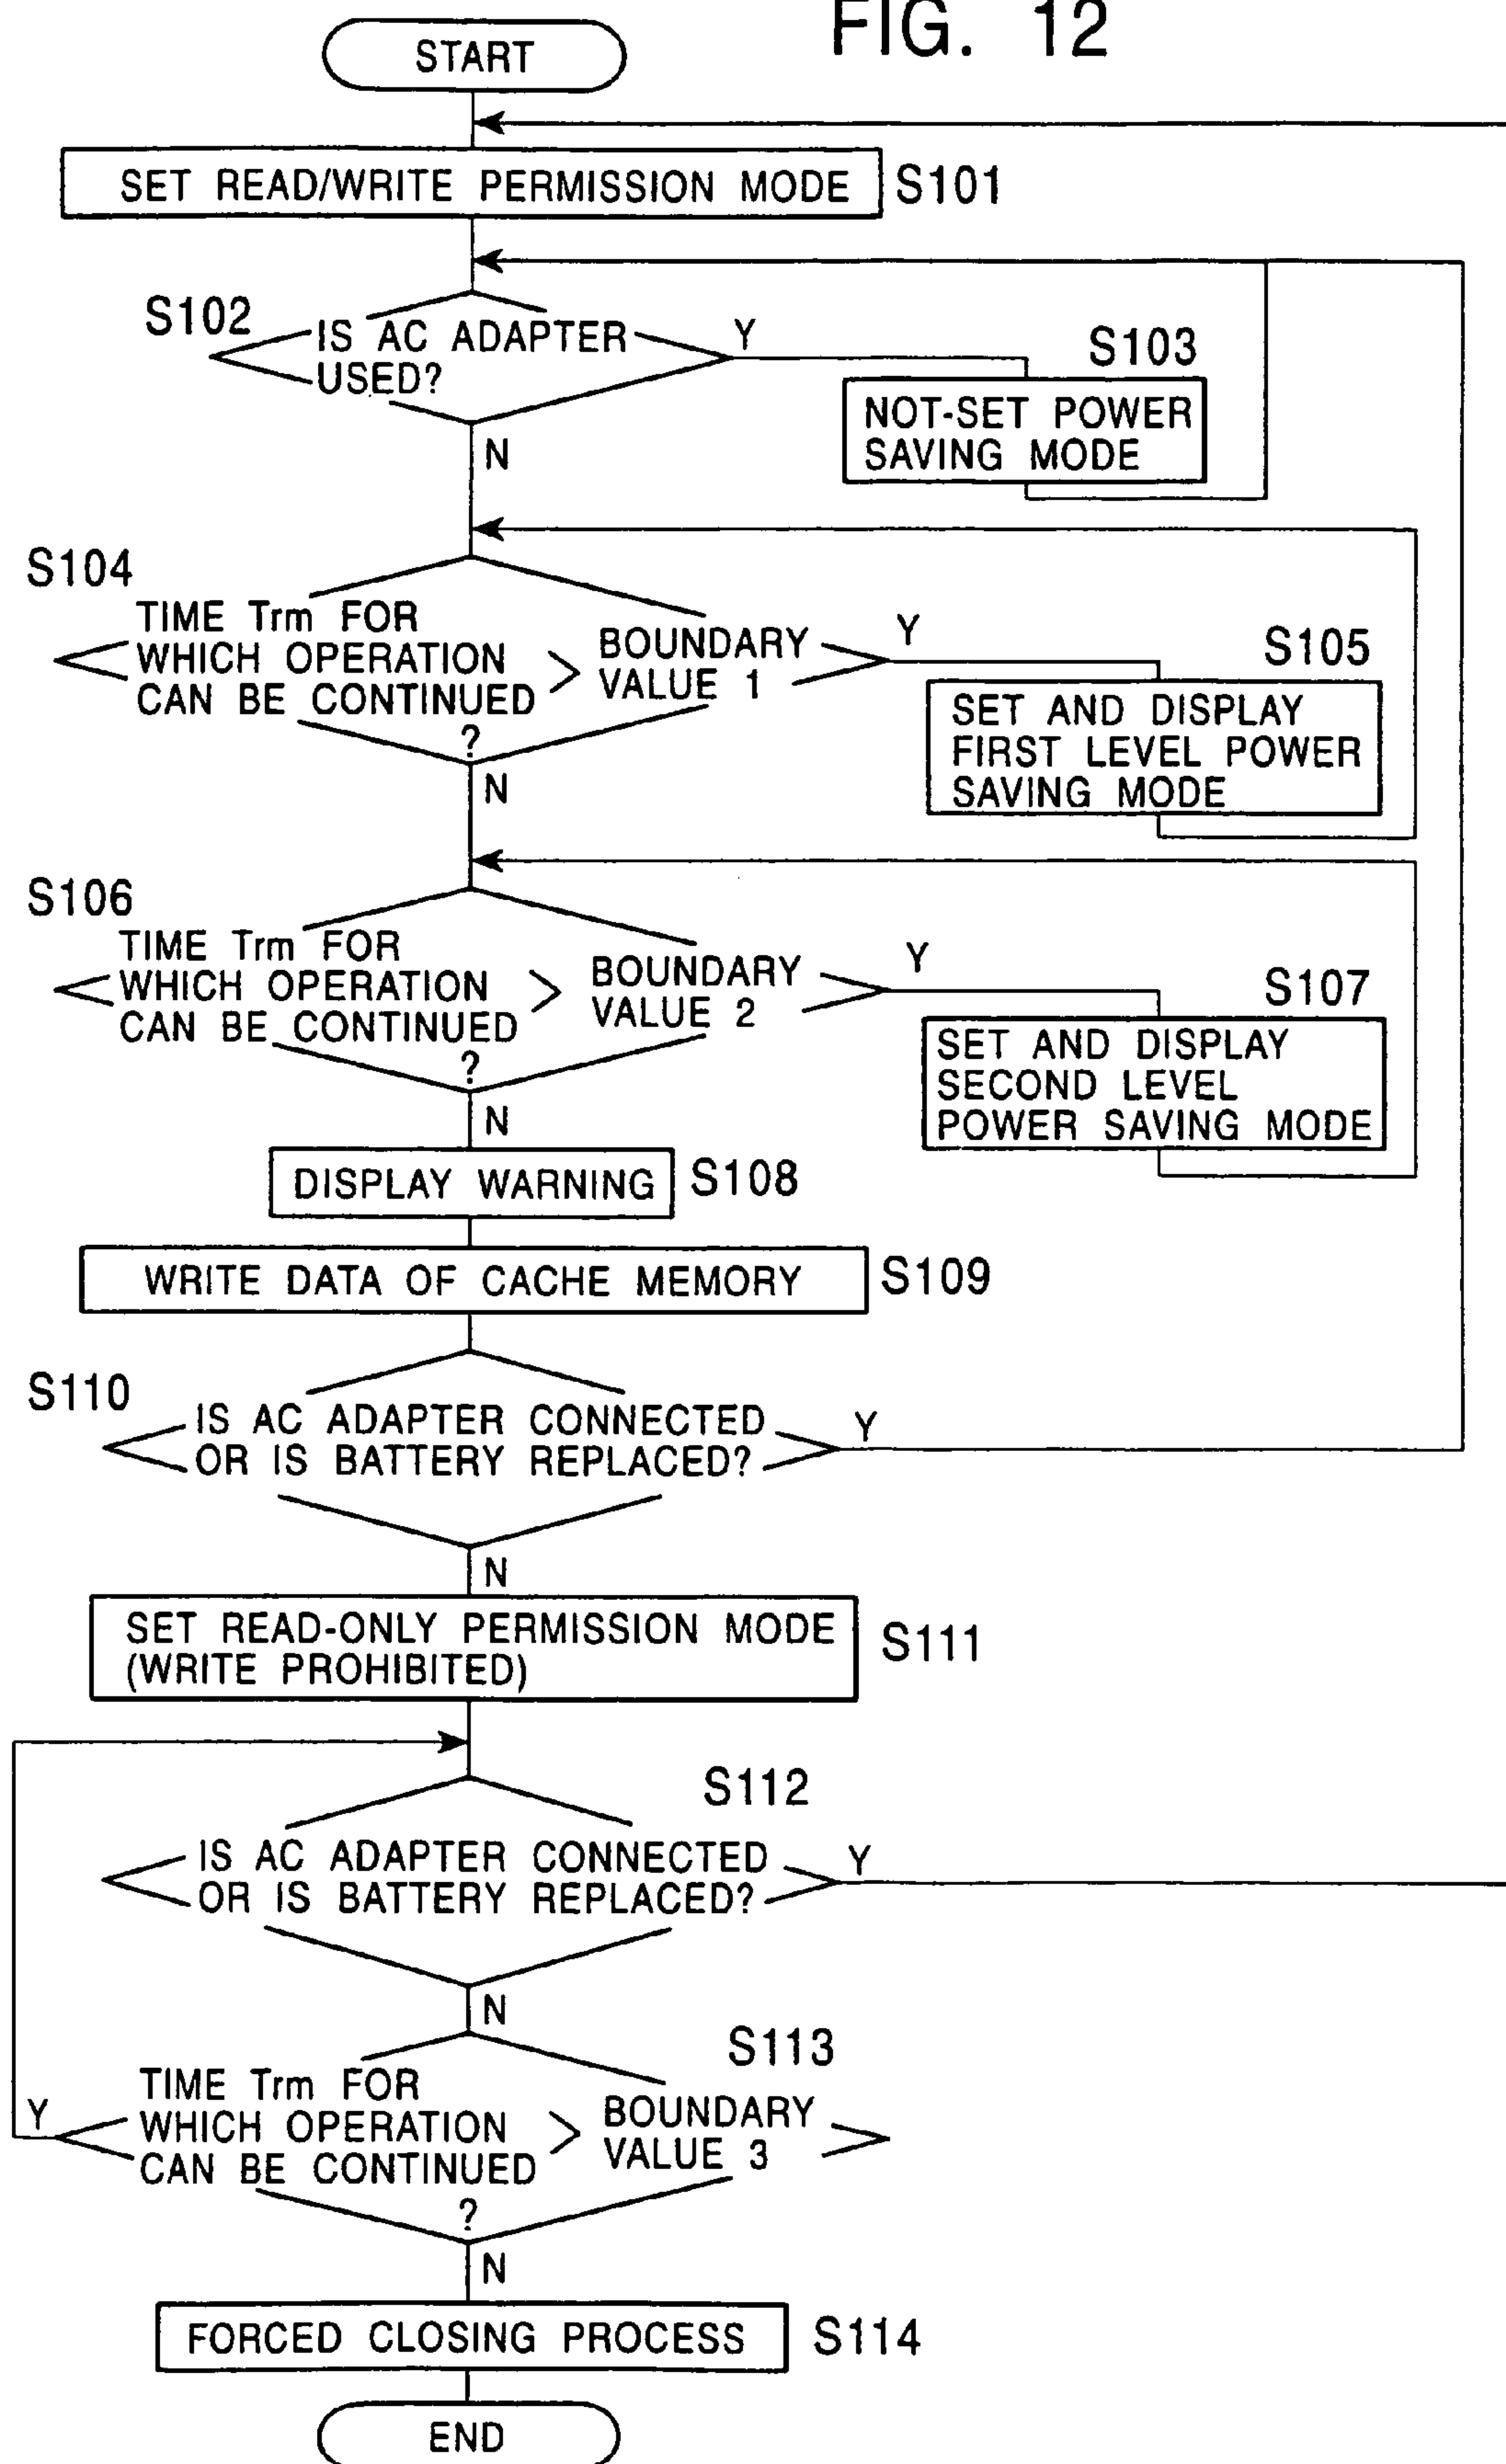 FIG. 12
START
SET READ/WRITE PERMISSION MODE
S101
S102
IS AC ADAPTER
USED?
Y
N
S103
NOT-SET POWER
SAVING MODE
S104
TIME Trm FOR
WHICH OPERATION
CAN BE CONTINUED
>
BOUNDARY
VALUE 1
?
Y
N
S105
SET AND DISPLAY
FIRST LEVEL POWER
SAVING MODE
S106
TIME Trm FOR
WHICH OPERATION
CAN BE CONTINUED
>
BOUNDARY
VALUE 2
?
Y
N
S107
SET AND DISPLAY
SECOND LEVEL
POWER SAVING MODE
DISPLAY WARNING
S108
WRITE DATA OF CACHE MEMORY
S109
S110
IS AC ADAPTER CONNECTED
OR IS BATTERY REPLACED?
Y
N
SET READ-ONLY PERMISSION MODE
(WRITE PROHIBITED)
S111
S112
IS AC ADAPTER CONNECTED
OR IS BATTERY REPLACED?
Y
N
S113
TIME Trm FOR
WHICH OPERATION
CAN BE CONTINUED
>
BOUNDARY
VALUE 3
?
Y
N
FORCED CLOSING PROCESS
S114
END